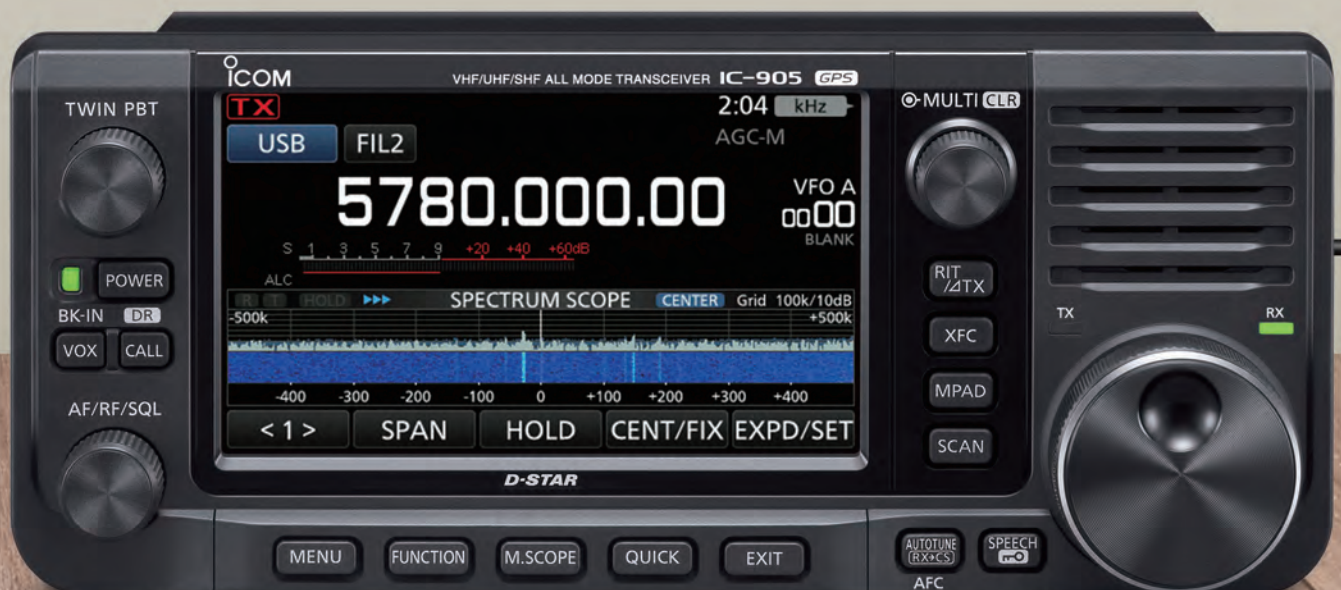 ICOM
VHF/UHF/SHF ALL MODE TRANSCEIVER IC-905 GPS
TWIN PBT
TX
2:04 kHz
MULTI CLR
USB FIL2
AGC-M
5780.000.00
VFO A
0000
BLANK
S 1 3 5 7 9 +20 +40 +60dB
ALC
POWER
R T HOLD SPECTRUM SCOPE CENTER Grid 100k/10dB
-500k +500k
RIT
/⊿TX
TX RX
BK-IN DR
VOX CALL
XFC
-400 -300 -200 -100 0 +100 +200 +300 +400
MPAD
AF/RF/SQL
< 1 > SPAN HOLD CENT/FIX EXPD/SET
SCAN
D-STAR
MENU FUNCTION M.SCOPE QUICK EXIT
AUTOTUNE
RX→CS
SPEECH
AFC